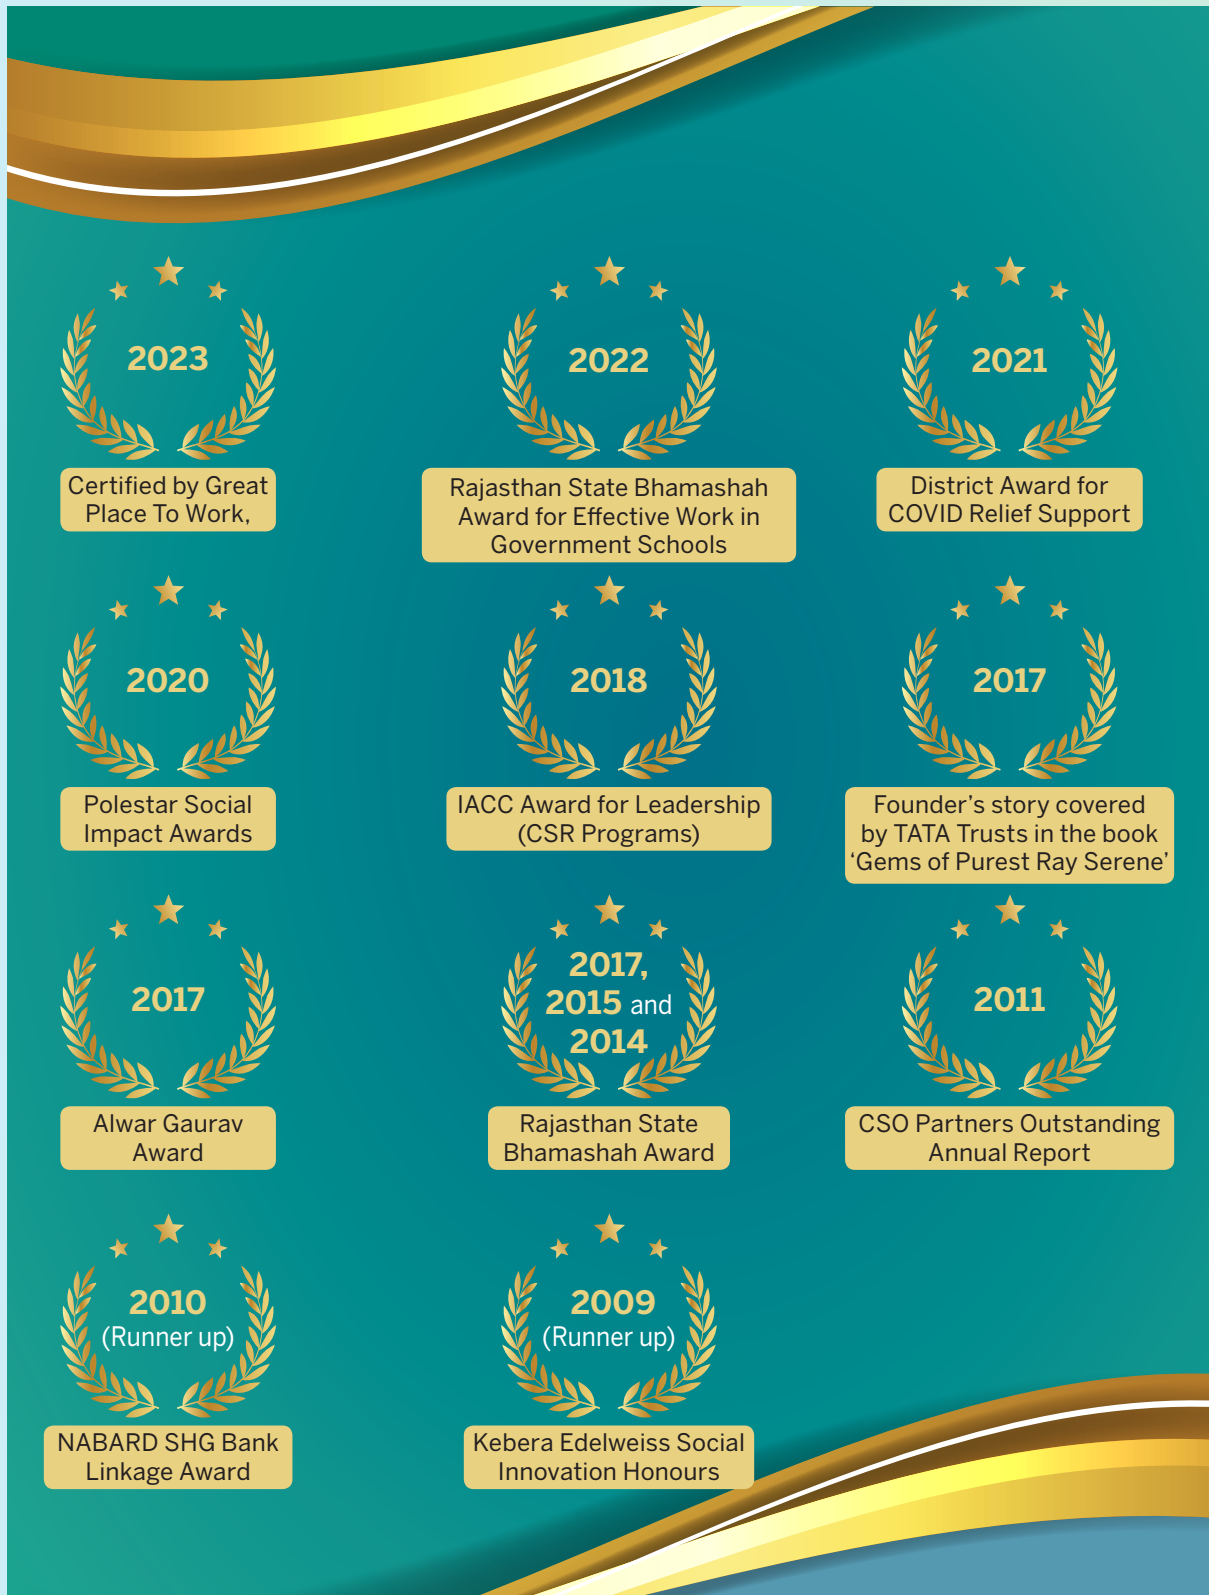 2023
Certified by Great
Place To Work,
2022
Rajasthan State Bhamashah
Award for Effective Work in
Government Schools
2021
District Award for
COVID Relief Support
2020
Polestar Social
Impact Awards
2018
IACC Award for Leadership
(CSR Programs)
2017
Founder’s story covered
by TATA Trusts in the book
‘Gems of Purest Ray Serene’
2017
Alwar Gaurav
Award
2017,
2015 and
2014
Rajasthan State
Bhamashah Award
2011
CSO Partners Outstanding
Annual Report
2010
(Runner up)
NABARD SHG Bank
Linkage Award
2009
(Runner up)
Kebera Edelweiss Social
Innovation Honours